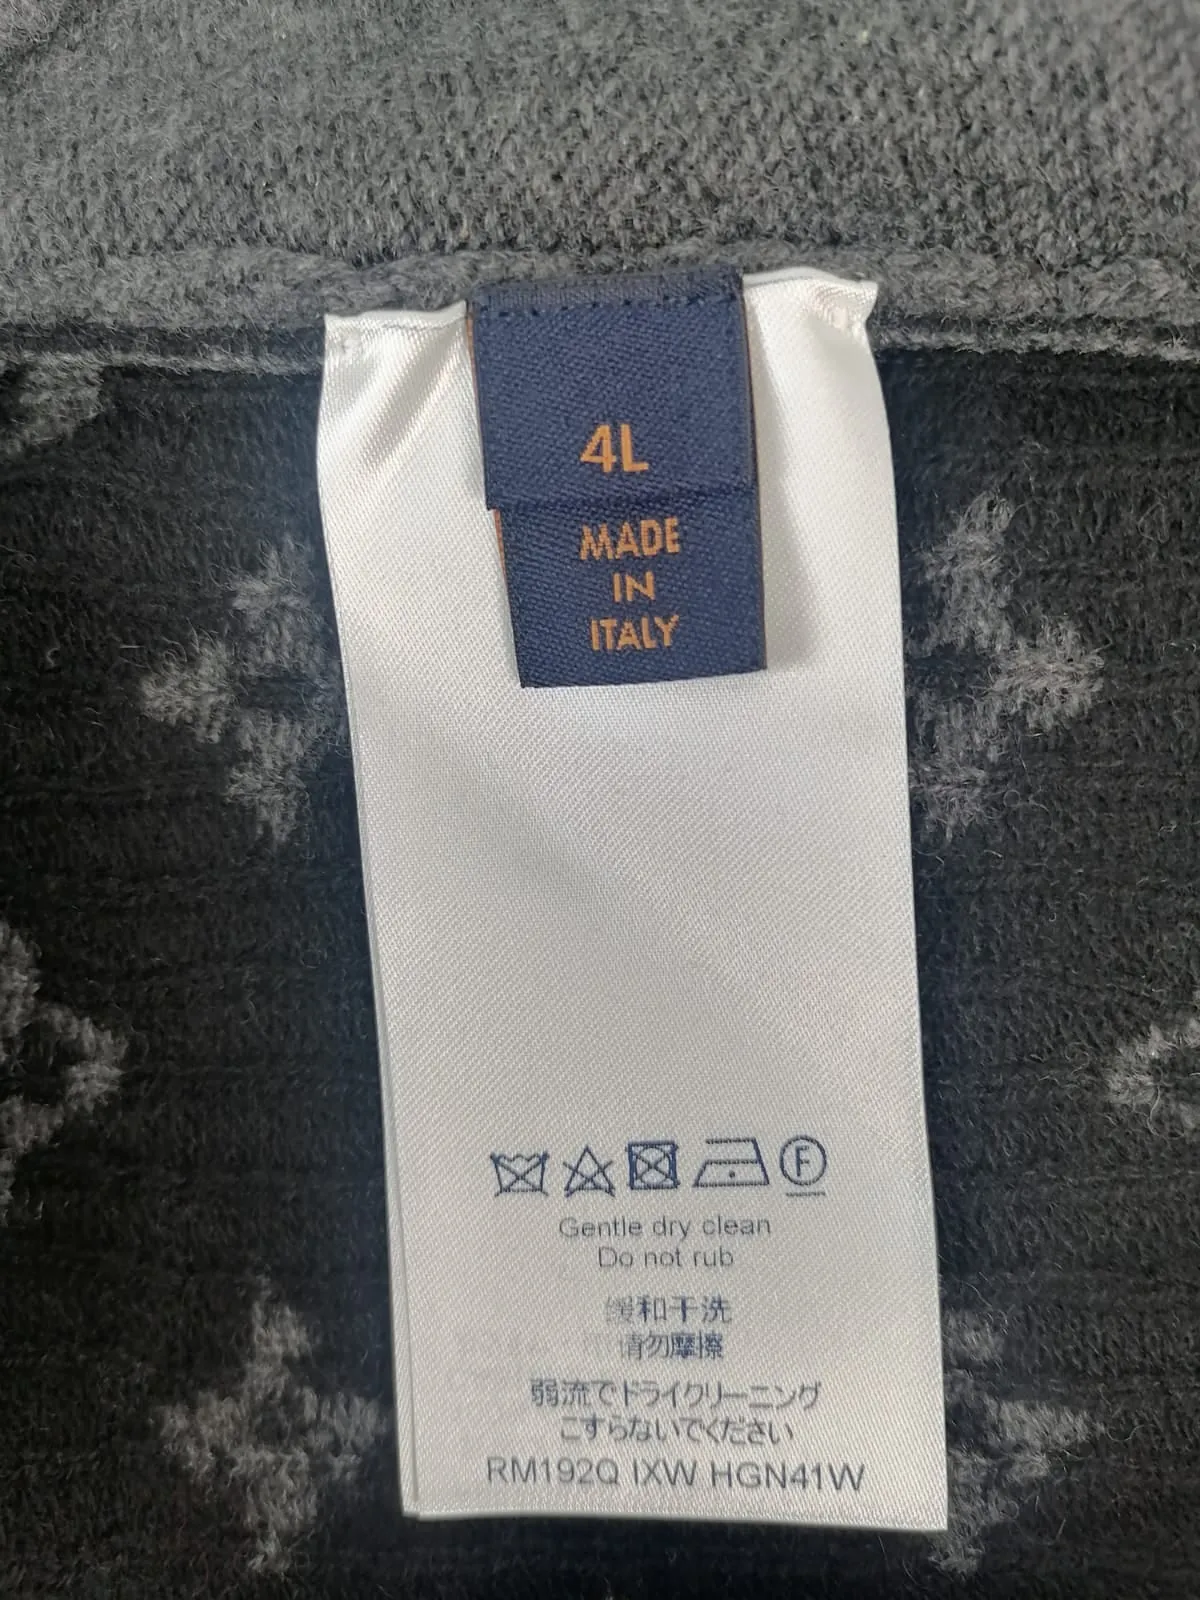 4L
MADE
IN
ITALY
F
Gentle dry clean
Do not rub
缓和干洗
请勿摩擦
弱流でドライクリーニング
こすらないでください
RM192Q IXW HGN41W